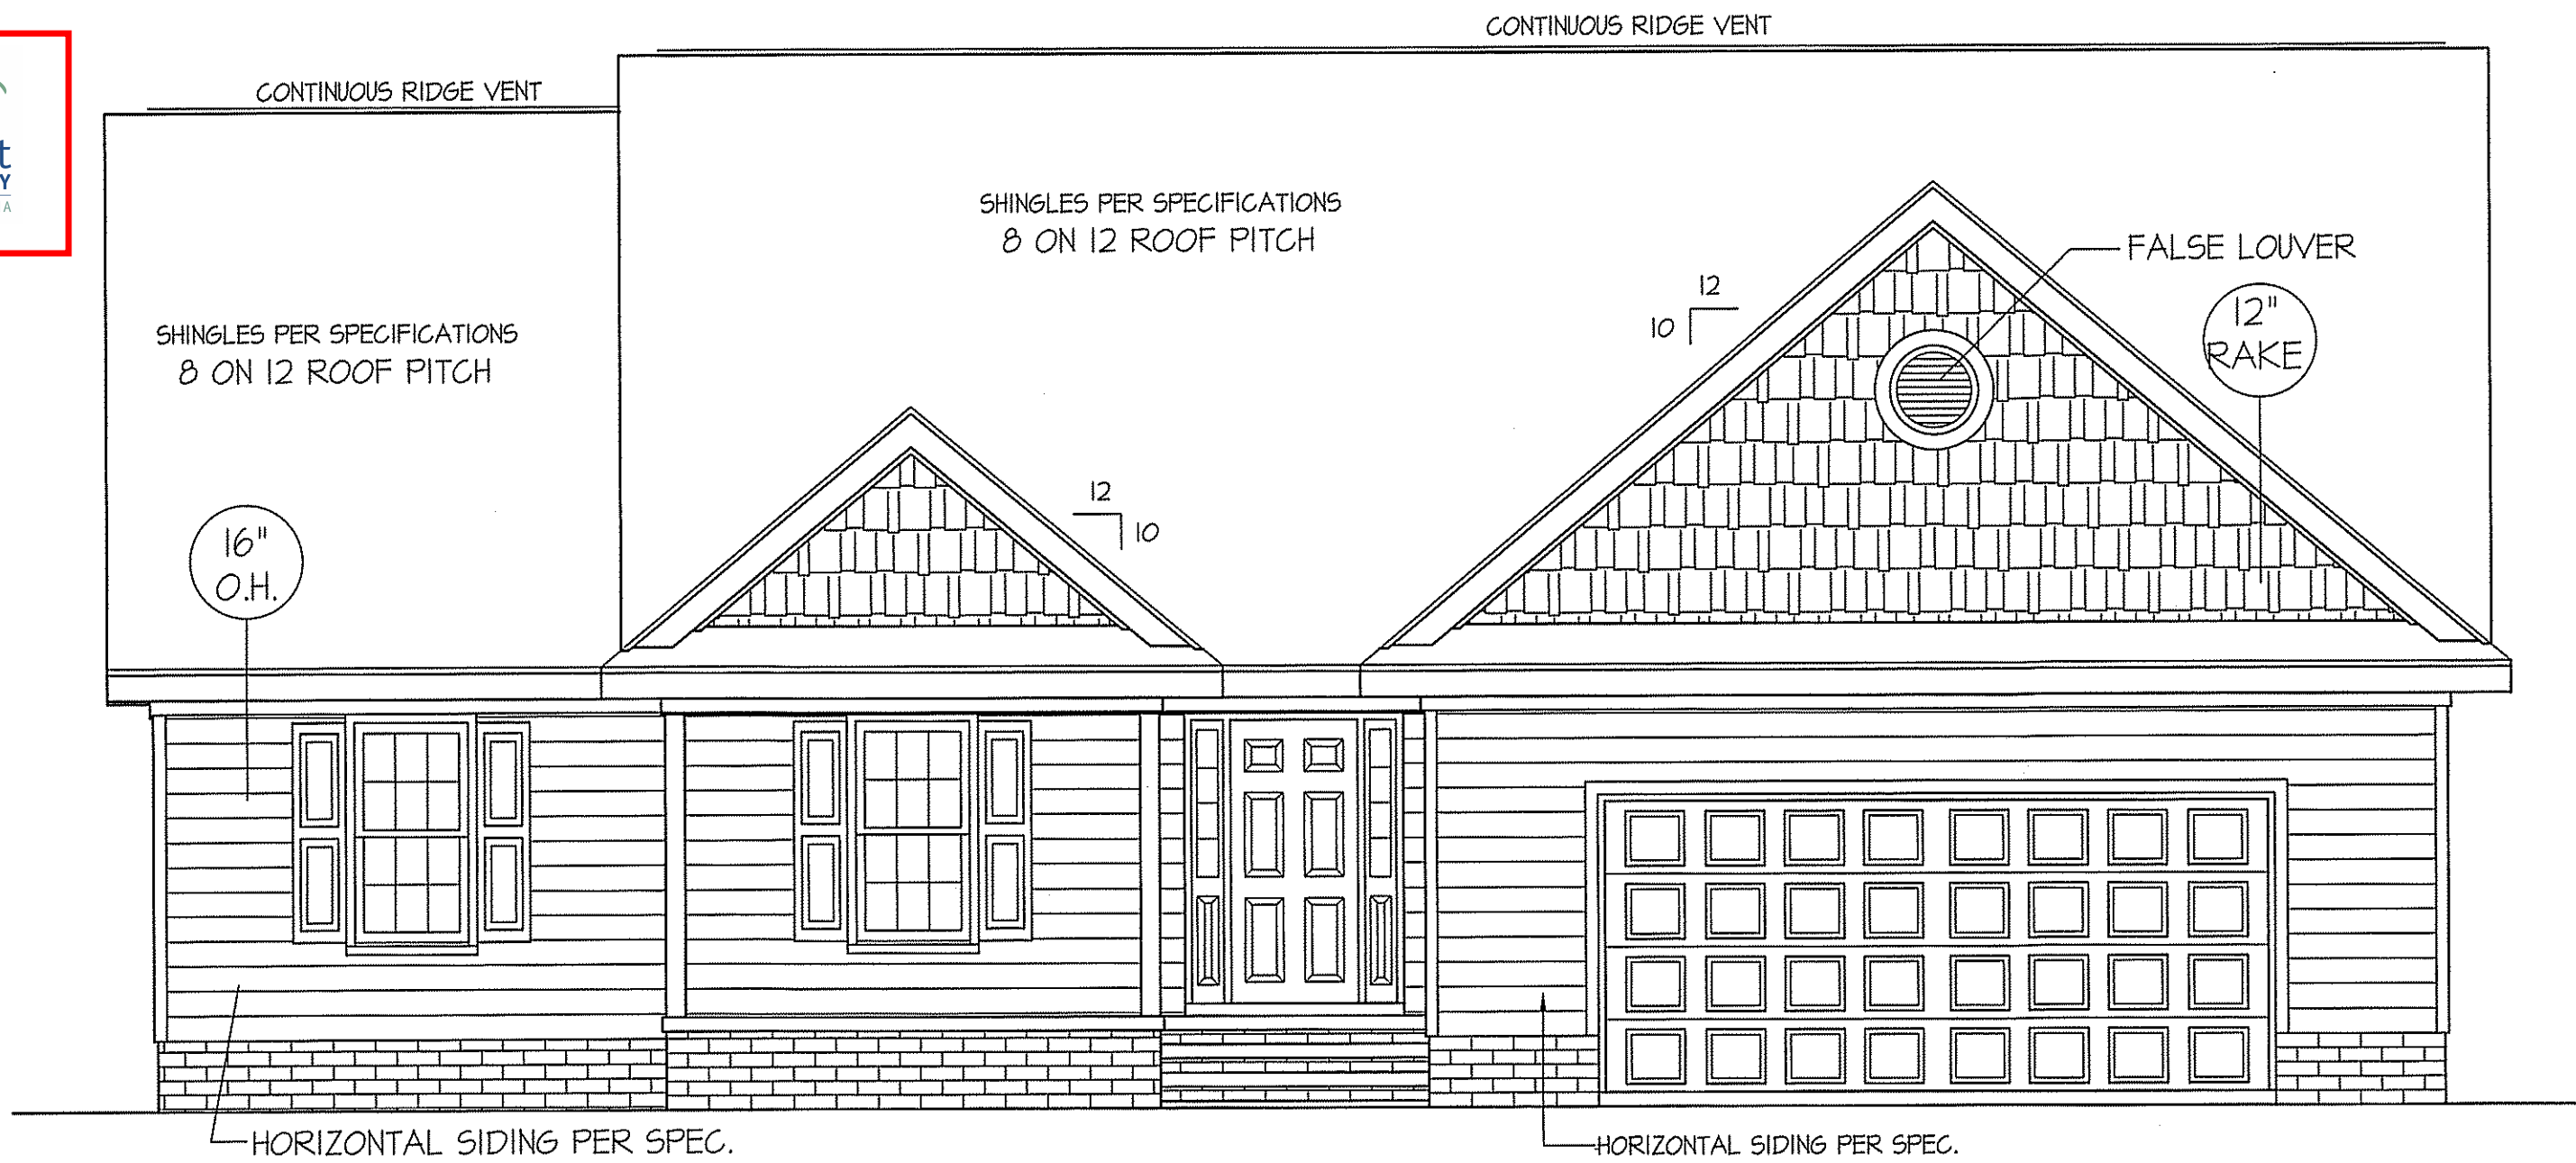 CONTINUOUS RIDGE VENT
CONTINUOUS RIDGE VENT
t
Y
A
SHINGLES PER SPECIFICATIONS
8 ON 12 ROOF PITCH
FALSE LOUVER
12
10
12"
RAKE
SHINGLES PER SPECIFICATIONS
8 ON 12 ROOF PITCH
12
10
16"
O.H.
HORIZONTAL SIDING PER SPEC.
HORIZONTAL SIDING PER SPEC.